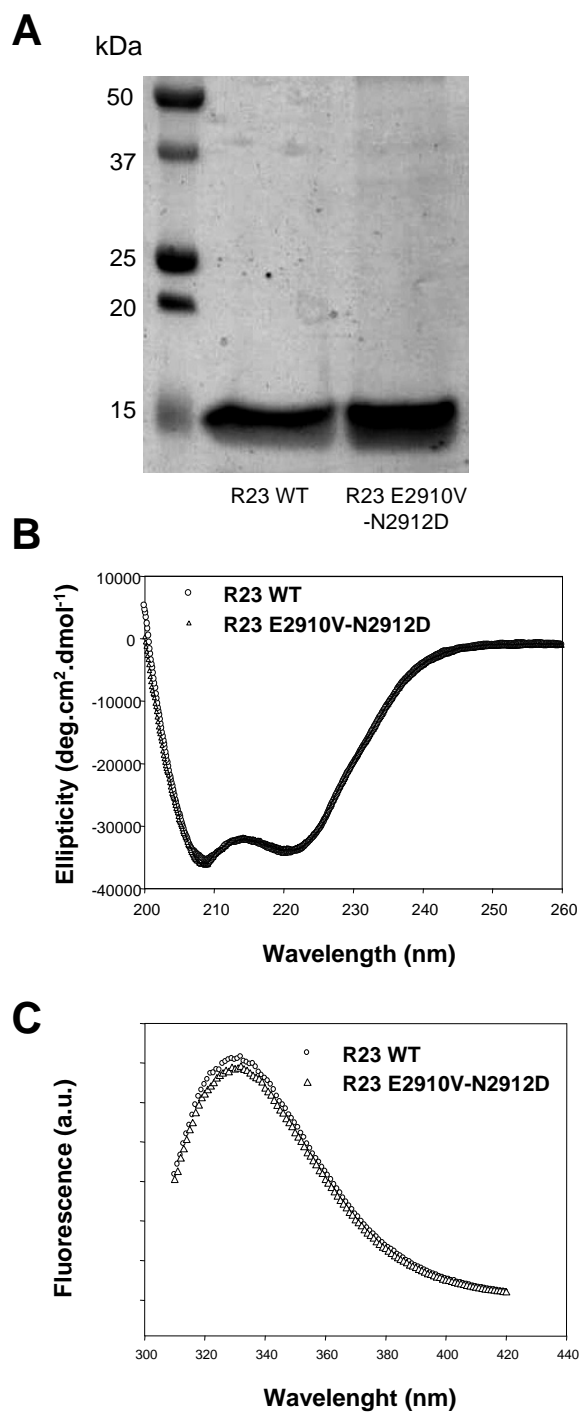 A
kDa
50
37
25
20
15
R23 WT
R23 E2910V
-N2912D
B
10000
0
-10000
-20000
-30000
-40000
R23 WT
R23 E2910V-N2912D
Ellipticity (deg.cm².dmol⁻¹)
200 210 220 230 240 250 260
Wavelength (nm)
C
R23 WT
R23 E2910V-N2912D
Fluorescence (a.u.)
300 320 340 360 380 400 420 440
Wavelenght (nm)